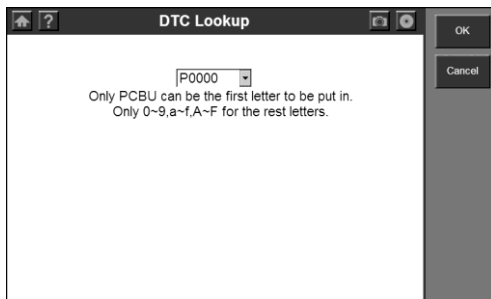 ? DTC Lookup
OK
Cancel
P0000
Only PCBU can be the first letter to be put in.
Only 0~9,a~f,A~F for the rest letters.